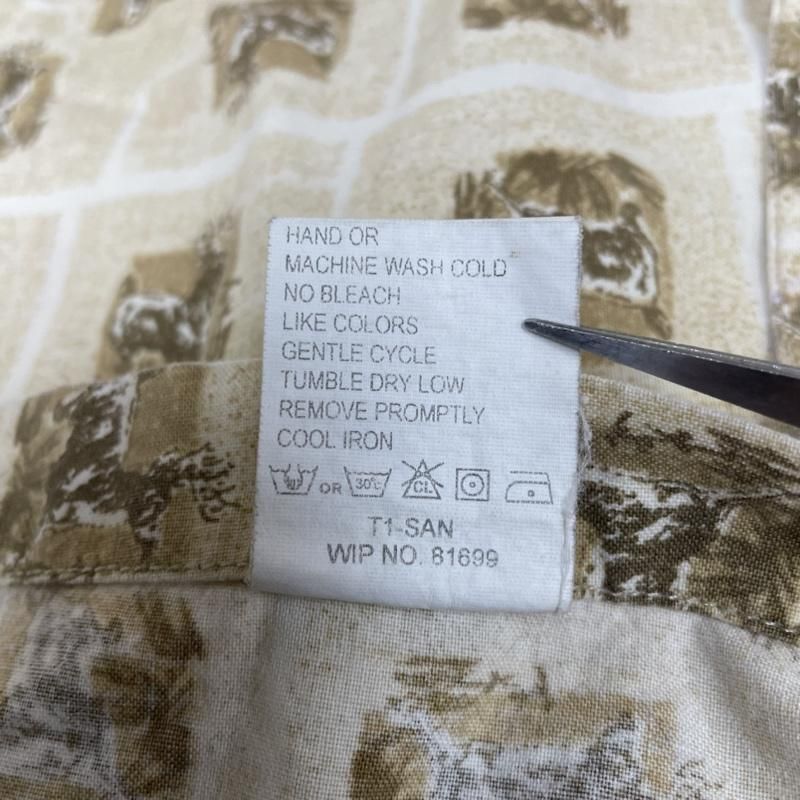 HAND OR
MACHINE WASH COLD
NO BLEACH
LIKE COLORS
GENTLE CYCLE
TUMBLE DRY LOW
REMOVE PROMPTLY
COOL IRON
OR 30°C CL
T1-SAN
WIP NO. 81699